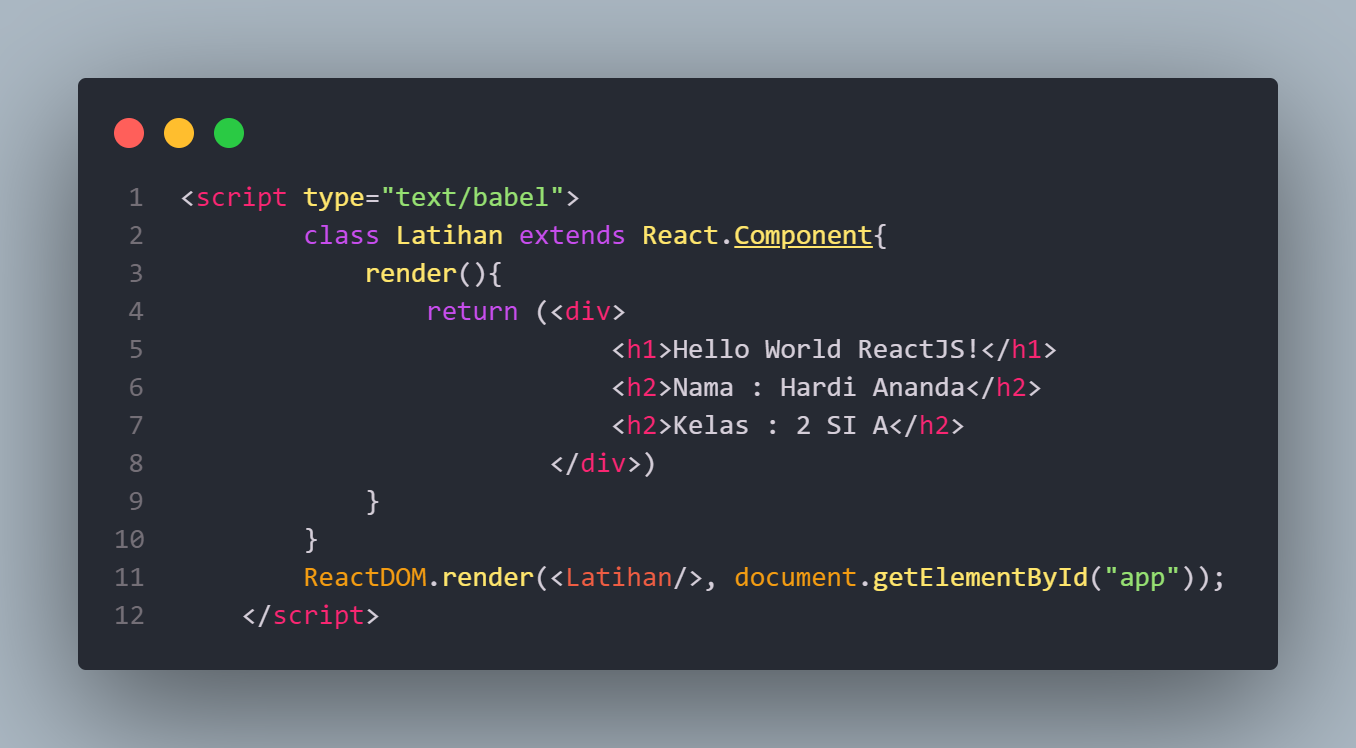 1 <script type="text/babel">
2 class Latihan extends React.Component{
3 render(){
4 return (<div>
5 <h1>Hello World ReactJS!</h1>
6 <h2>Nama : Hardi Ananda</h2>
7 <h2>Kelas : 2 SI A</h2>
8 </div>)
9 }
10 }
11 ReactDOM.render(<Latihan/>, document.getElementById("app"));
12 </script>